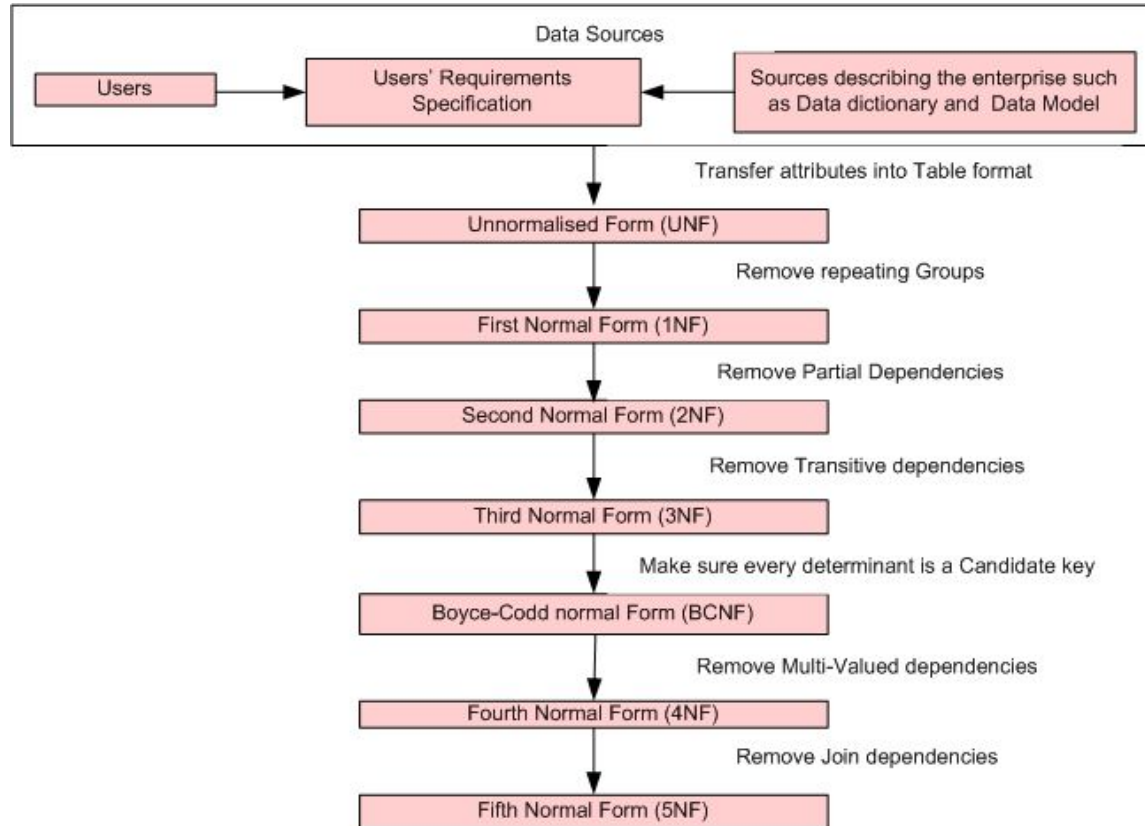 Data Sources
Users
Users' Requirements
Specification
Sources describing the enterprise such
as Data dictionary and Data Model
Transfer attributes into Table format
Unnormalised Form (UNF)
Remove repeating Groups
First Normal Form (1NF)
Remove Partial Dependencies
Second Normal Form (2NF)
Remove Transitive dependencies
Third Normal Form (3NF)
Make sure every determinant is a Candidate key
Boyce-Codd normal Form (BCNF)
Remove Multi-Valued dependencies
Fourth Normal Form (4NF)
Remove Join dependencies
Fifth Normal Form (5NF)